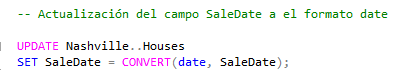 -- Actualización del campo SaleDate a el formato date
UPDATE Nashville..Houses
SET SaleDate = CONVERT(date, SaleDate);